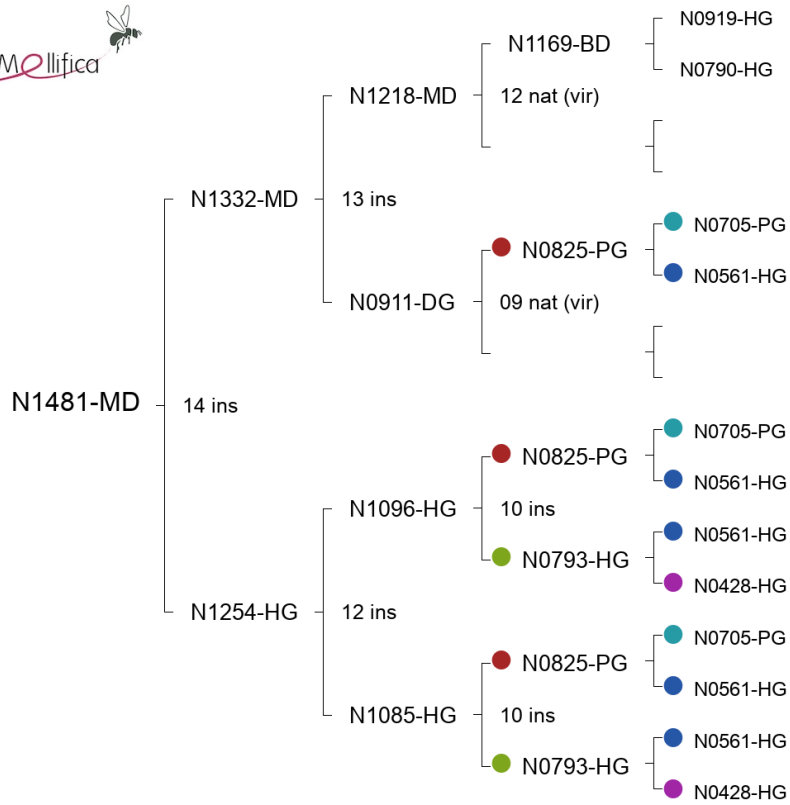 N0919-HG
N1169-BD
Mellifica
N0790-HG
N1218-MD
12 nat (vir)
N1332-MD
13 ins
N0705-PG
N0825-PG
N0561-HG
N0911-DG
09 nat (vir)
N1481-MD
14 ins
N0705-PG
N0825-PG
N0561-HG
N1096-HG
10 ins
N0561-HG
N0793-HG
N0428-HG
N1254-HG
12 ins
N0705-PG
N0825-PG
N0561-HG
N1085-HG
10 ins
N0561-HG
N0793-HG
N0428-HG